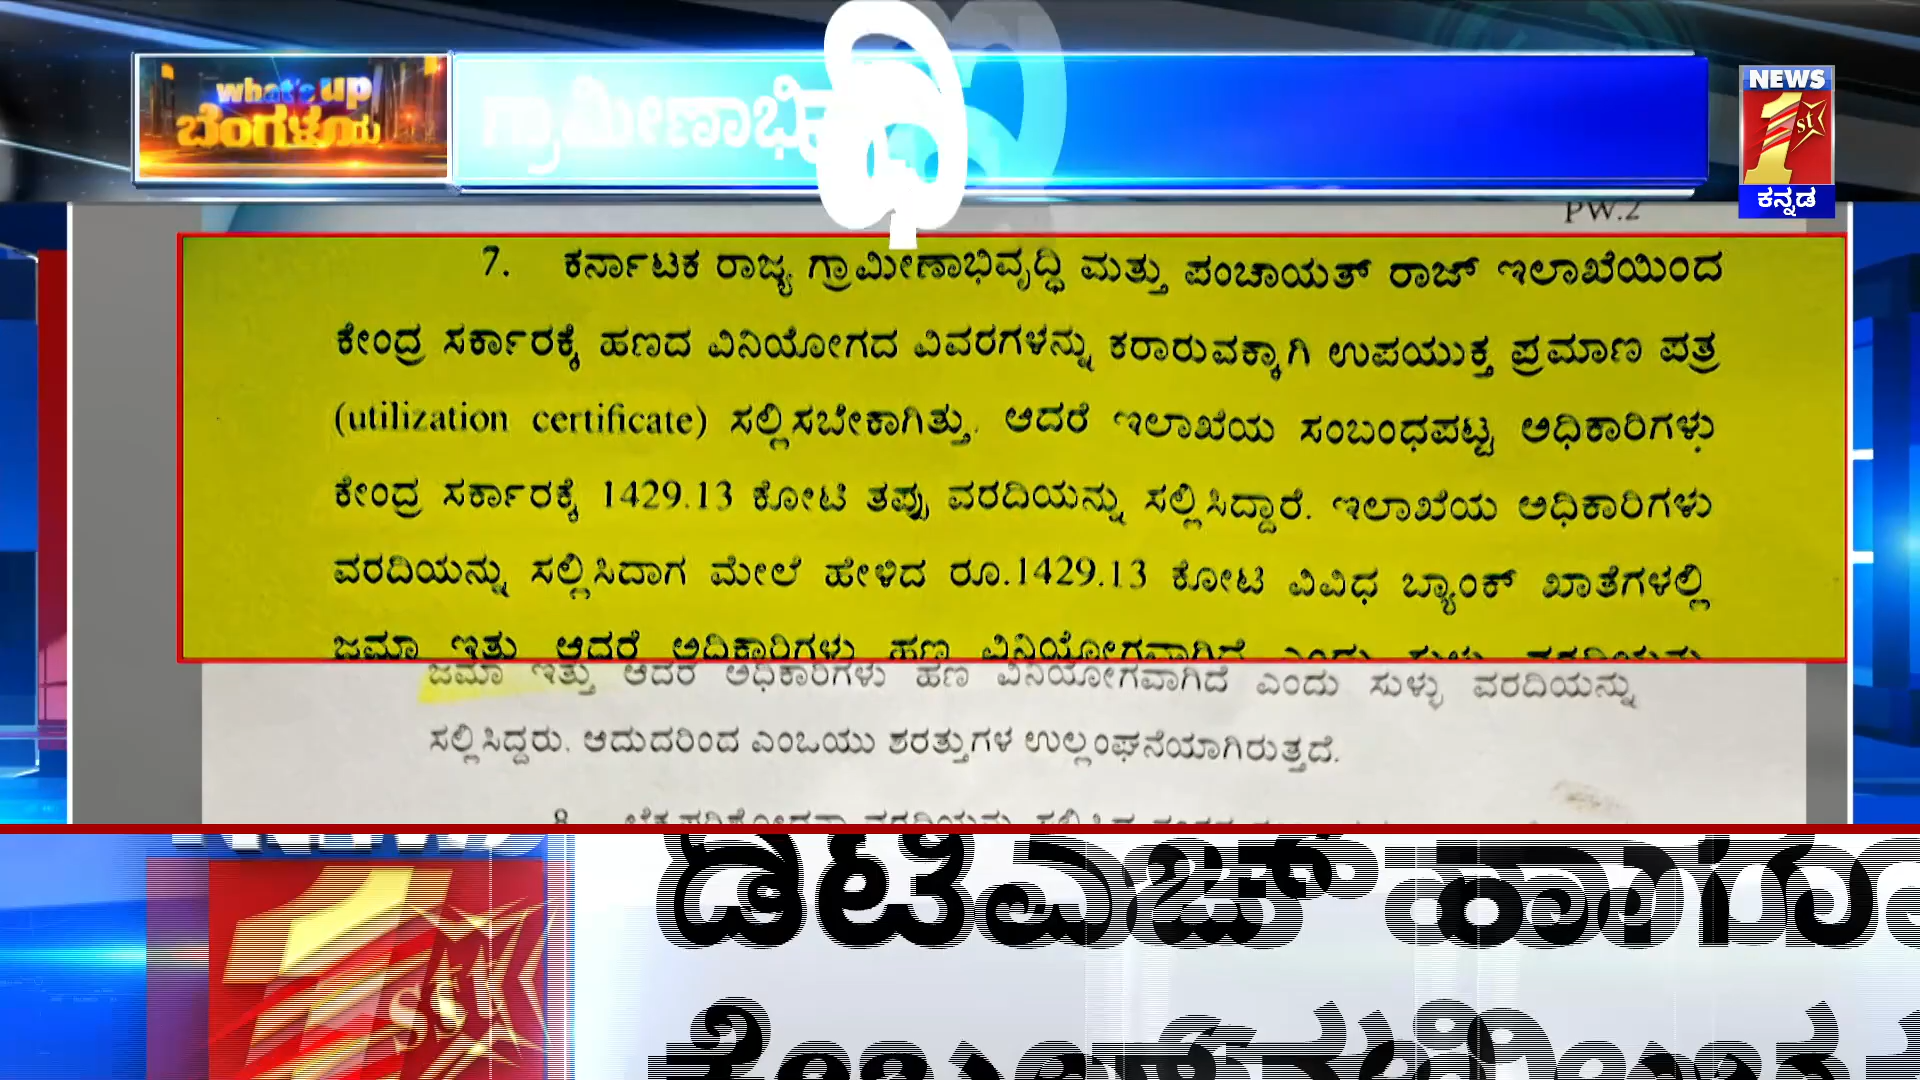 what's up
ಬೆಂಗಳೂರು
ಗ್ರಾಮೀಣಾಭಿ
NEWS
1st
ಕನ್ನಡ
PW.2
7. ಕರ್ನಾಟಕ ರಾಜ್ಯ ಗ್ರಾಮೀಣಾಭಿವೃದ್ಧಿ ಮತ್ತು ಪಂಚಾಯತ್ ರಾಜ್ ಇಲಾಖೆಯಿಂದ
ಕೇಂದ್ರ ಸರ್ಕಾರಕ್ಕೆ ಹಣದ ವಿನಿಯೋಗದ ವಿವರಗಳನ್ನು ಕರಾರುವಕ್ಕಾಗಿ ಉಪಯುಕ್ತ ಪ್ರಮಾಣ ಪತ್ರ
(utilization certificate) ಸಲ್ಲಿಸಬೇಕಾಗಿತ್ತು. ಆದರೆ ಇಲಾಖೆಯ ಸಂಬಂಧಪಟ್ಟ ಅಧಿಕಾರಿಗಳು
ಕೇಂದ್ರ ಸರ್ಕಾರಕ್ಕೆ 1429.13 ಕೋಟಿ ತಪ್ಪು ವರದಿಯನ್ನು ಸಲ್ಲಿಸಿದ್ದಾರೆ. ಇಲಾಖೆಯ ಅಧಿಕಾರಿಗಳು
ವರದಿಯನ್ನು ಸಲ್ಲಿಸಿದಾಗ ಮೇಲೆ ಹೇಳಿದ ರೂ.1429.13 ಕೋಟಿ ವಿವಿಧ ಬ್ಯಾಂಕ್ ಖಾತೆಗಳಲ್ಲಿ
ಜಮಾ ಇತ್ತು ಆದರೆ ಅಧಿಕಾರಿಗಳು ಹಣ ವಿನಿಯೋಗವಾಗಿದೆ ಎಂದು ಸುಳ್ಳು ವರದಿಯನ್ನು
ಸಲ್ಲಿಸಿದ್ದರು. ಆದುದರಿಂದ ಎಂಒಯು ಶರತ್ತುಗಳ ಉಲ್ಲಂಘನೆಯಾಗಿರುತ್ತದೆ.
1st
ಡಿಟಿಎಚ್ ಹಾಗೂ